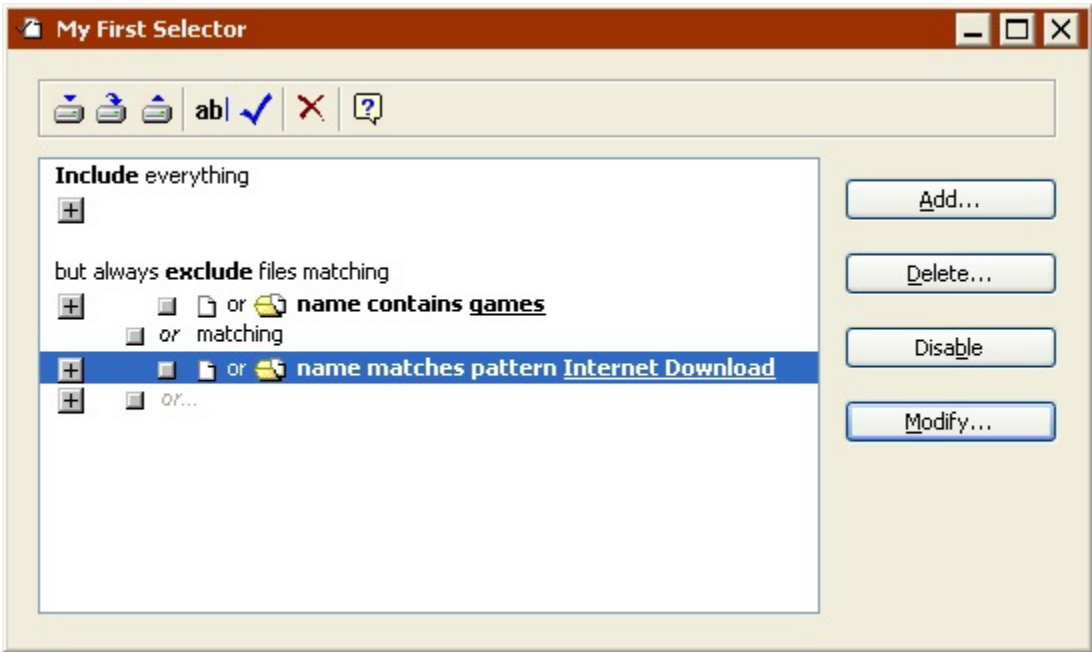 My First Selector
ab|
Include everything
but always exclude files matching
or name contains games
or matching
or name matches pattern Internet Download
or...
Add...
Delete...
Disable
Modify...